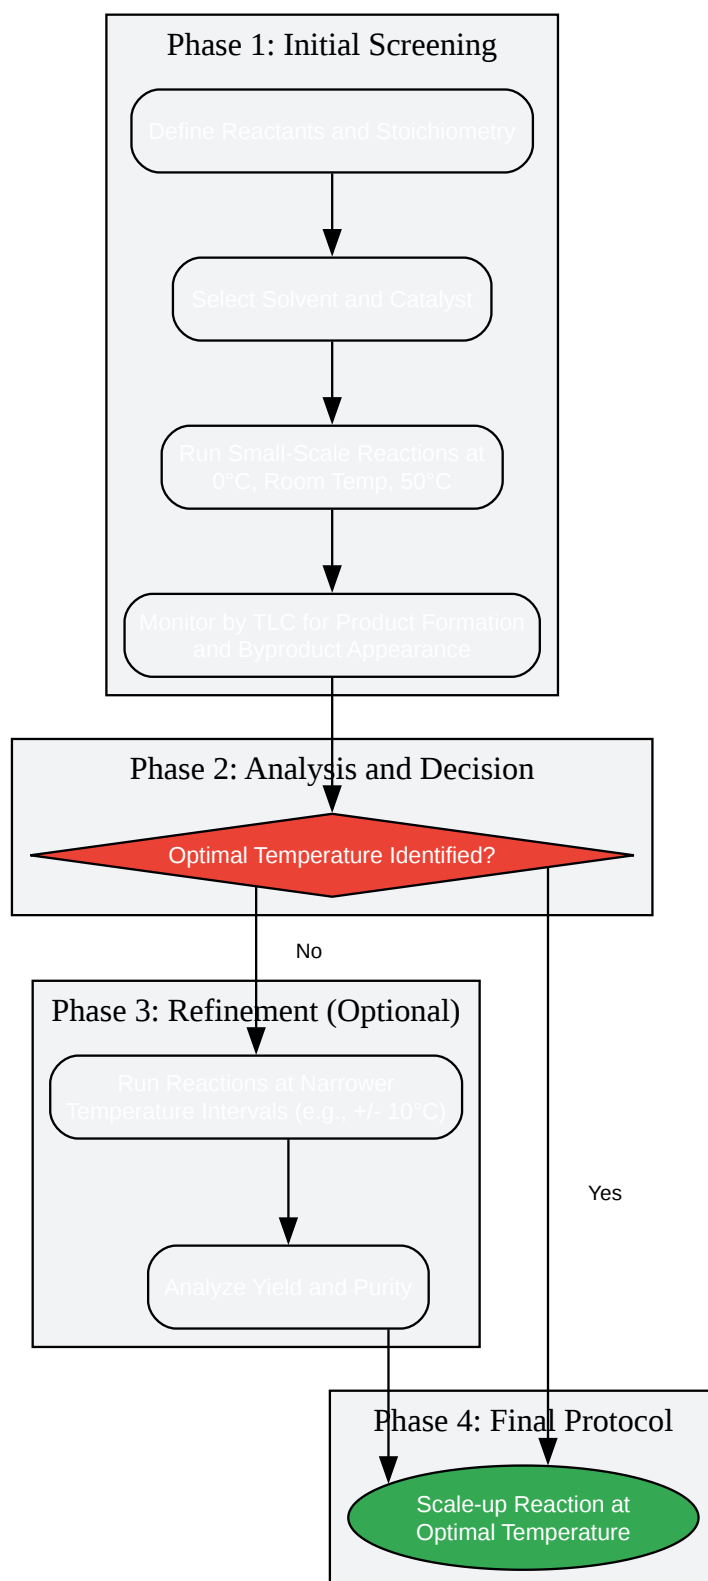 Phase 1: Initial Screening
Define Reactants and Stoichiometry
Select Solvent and Catalyst
Run Small-Scale Reactions at
0°C, Room Temp, 50°C
Monitor by TLC for Product Formation
and Byproduct Appearance
Phase 2: Analysis and Decision
Optimal Temperature Identified?
No
Phase 3: Refinement (Optional)
Run Reactions at Narrower
Temperature Intervals (e.g., +/- 10°C)
Yes
Analyze Yield and Purity
Phase 4: Final Protocol
Scale-up Reaction at
Optimal Temperature